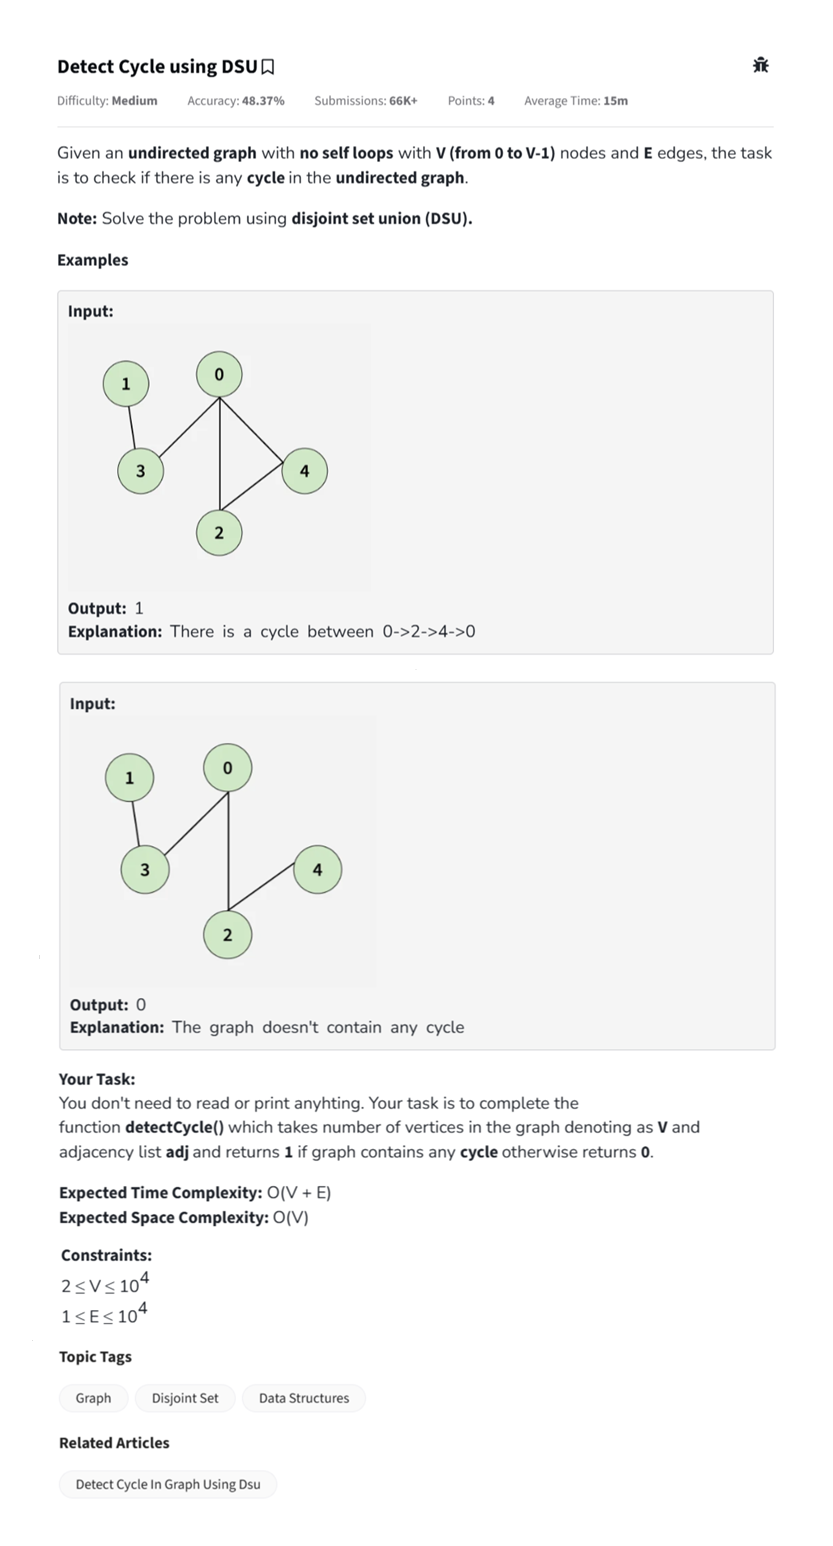 Detect Cycle using DSU
Difficulty: Medium Accuracy: 48.37% Submissions: 66K+ Points: 4 Average Time: 15m
Given an undirected graph with no self loops with V (from 0 to V-1) nodes and E edges, the task
is to check if there is any cycle in the undirected graph.
Note: Solve the problem using disjoint set union (DSU).
Examples
Input:
0
1
3
4
2
Output: 1
Explanation: There is a cycle between 0->2->4->0
Input:
0
1
3
4
2
Output: 0
Explanation: The graph doesn't contain any cycle
Your Task:
You don't need to read or print anyhting. Your task is to complete the
function detectCycle() which takes number of vertices in the graph denoting as V and
adjacency list adj and returns 1 if graph contains any cycle otherwise returns 0.
Expected Time Complexity: O(V + E)
Expected Space Complexity: O(V)
Constraints:
2 ≤ V ≤ 10^4
1 ≤ E ≤ 10^4
Topic Tags
Graph Disjoint Set Data Structures
Related Articles
Detect Cycle In Graph Using Dsu